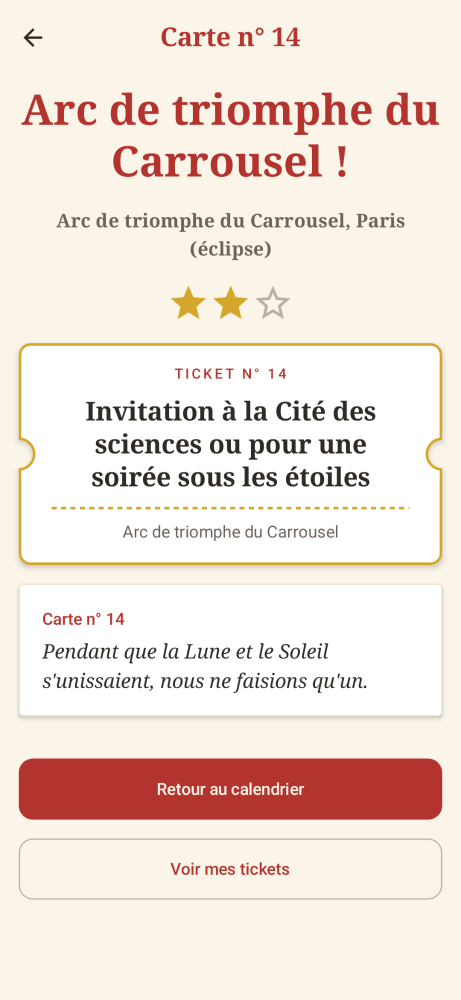 Carte n° 14
Arc de triomphe du
Carrousel !
Arc de triomphe du Carrousel, Paris
(éclipse)
TICKET N° 14
Invitation à la Cité des
sciences ou pour une
soirée sous les étoiles
Arc de triomphe du Carrousel
Carte n° 14
Pendant que la Lune et le Soleil
s'unissaient, nous ne faisions qu'un.
Retour au calendrier
Voir mes tickets